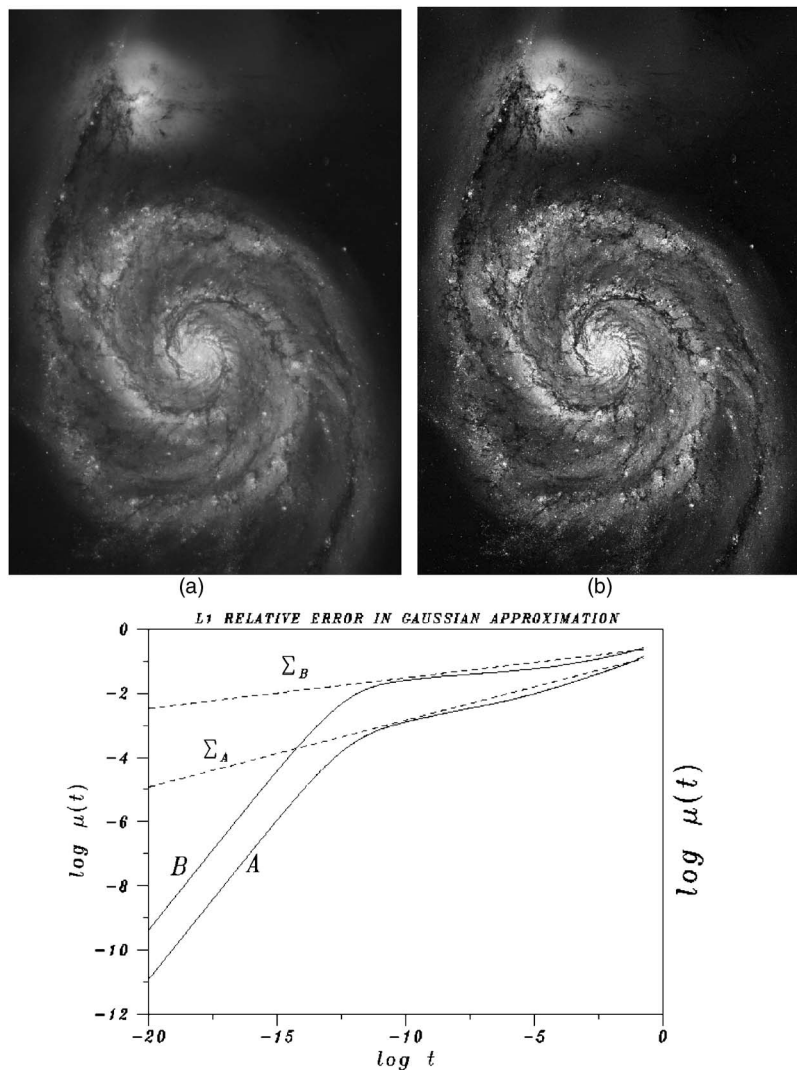 (a) (b)
L1 RELATIVE ERROR IN GAUSSIAN APPROXIMATION
0
-2
-4
-6
-8
-10
-12
log μ(t)
Σ_B
Σ_A
B
A
log μ(t)
-20 -15 -10 -5 0
log t